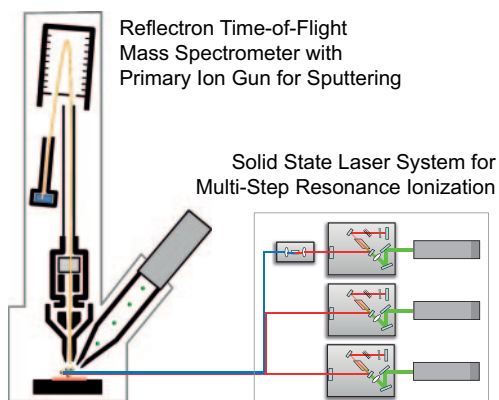 Reflectron Time-of-Flight
Mass Spectrometer with
Primary Ion Gun for Sputtering
Solid State Laser System for
Multi-Step Resonance Ionization